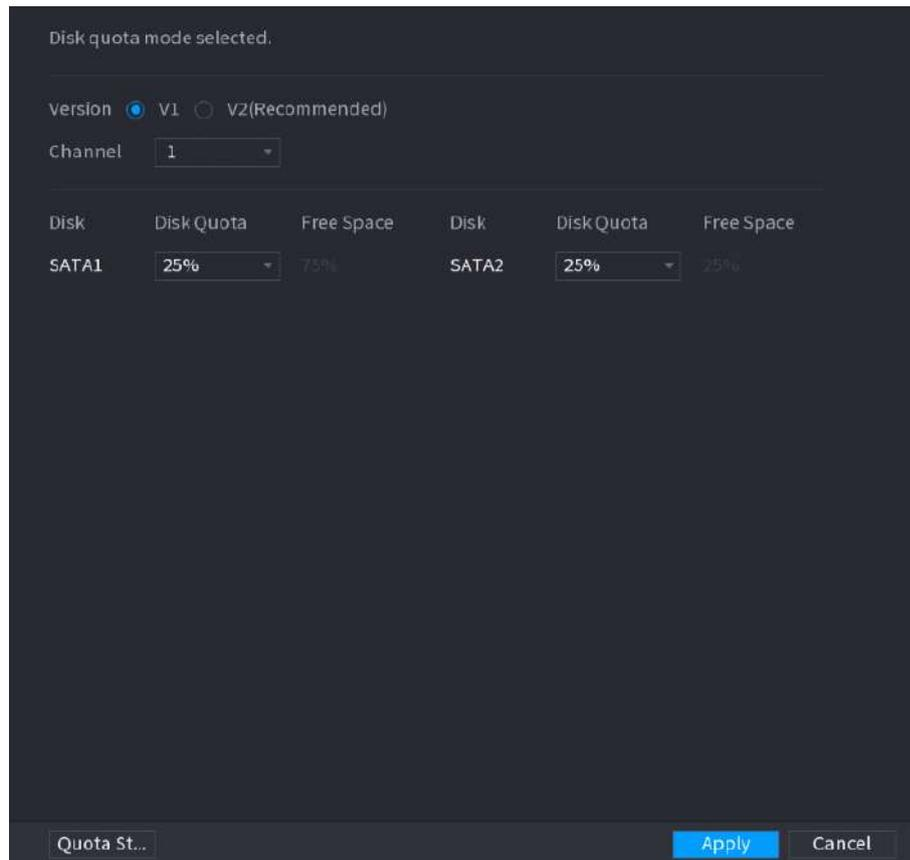 Disk quota mode selected.
Version V1 V2(Recommended)
Channel 1
Disk Disk Quota Free Space Disk Disk Quota Free Space
SATA1 25% 75% SATA2 25% 25%
Quota St... Apply Cancel